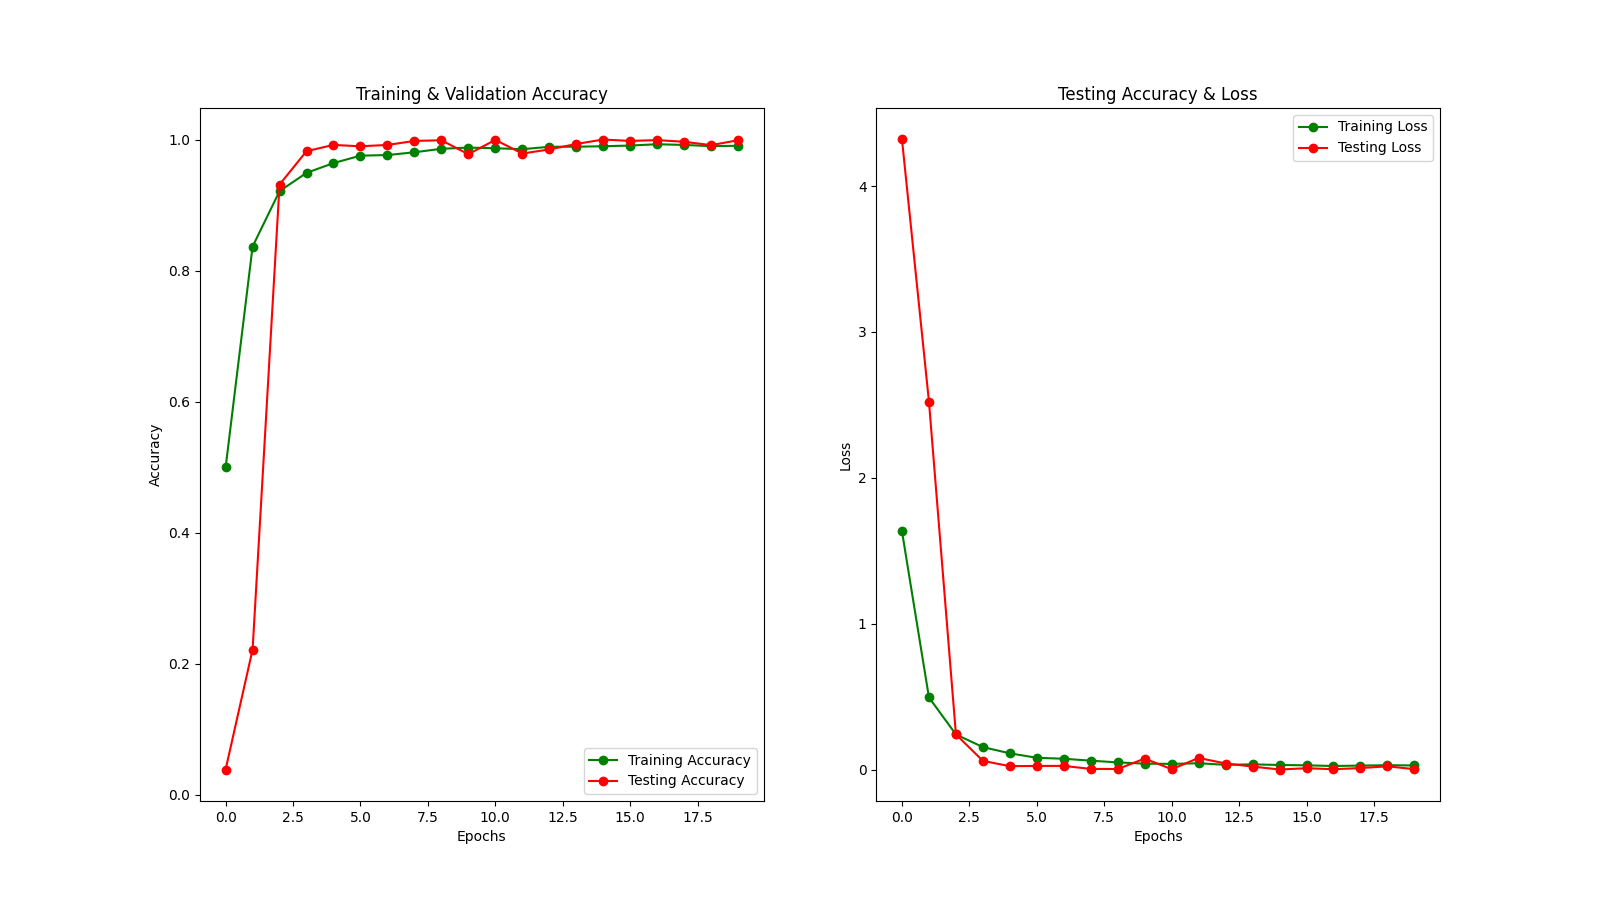 Training & Validation Accuracy
1.0
0.8
0.6
0.4
0.2
0.0
Accuracy
0.0 2.5 5.0 7.5 10.0 12.5 15.0 17.5
Epochs
Training Accuracy
Testing Accuracy
Testing Accuracy & Loss
4
3
2
1
0
Loss
0.0 2.5 5.0 7.5 10.0 12.5 15.0 17.5
Epochs
Training Loss
Testing Loss